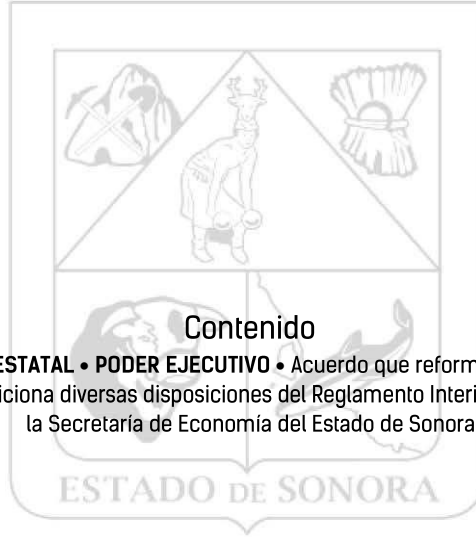 Contenido
ESTATAL • PODER EJECUTIVO • Acuerdo que reform
iciona diversas disposiciones del Reglamento Interi
la Secretaría de Economía del Estado de Sonora
ESTADO DE SONORA